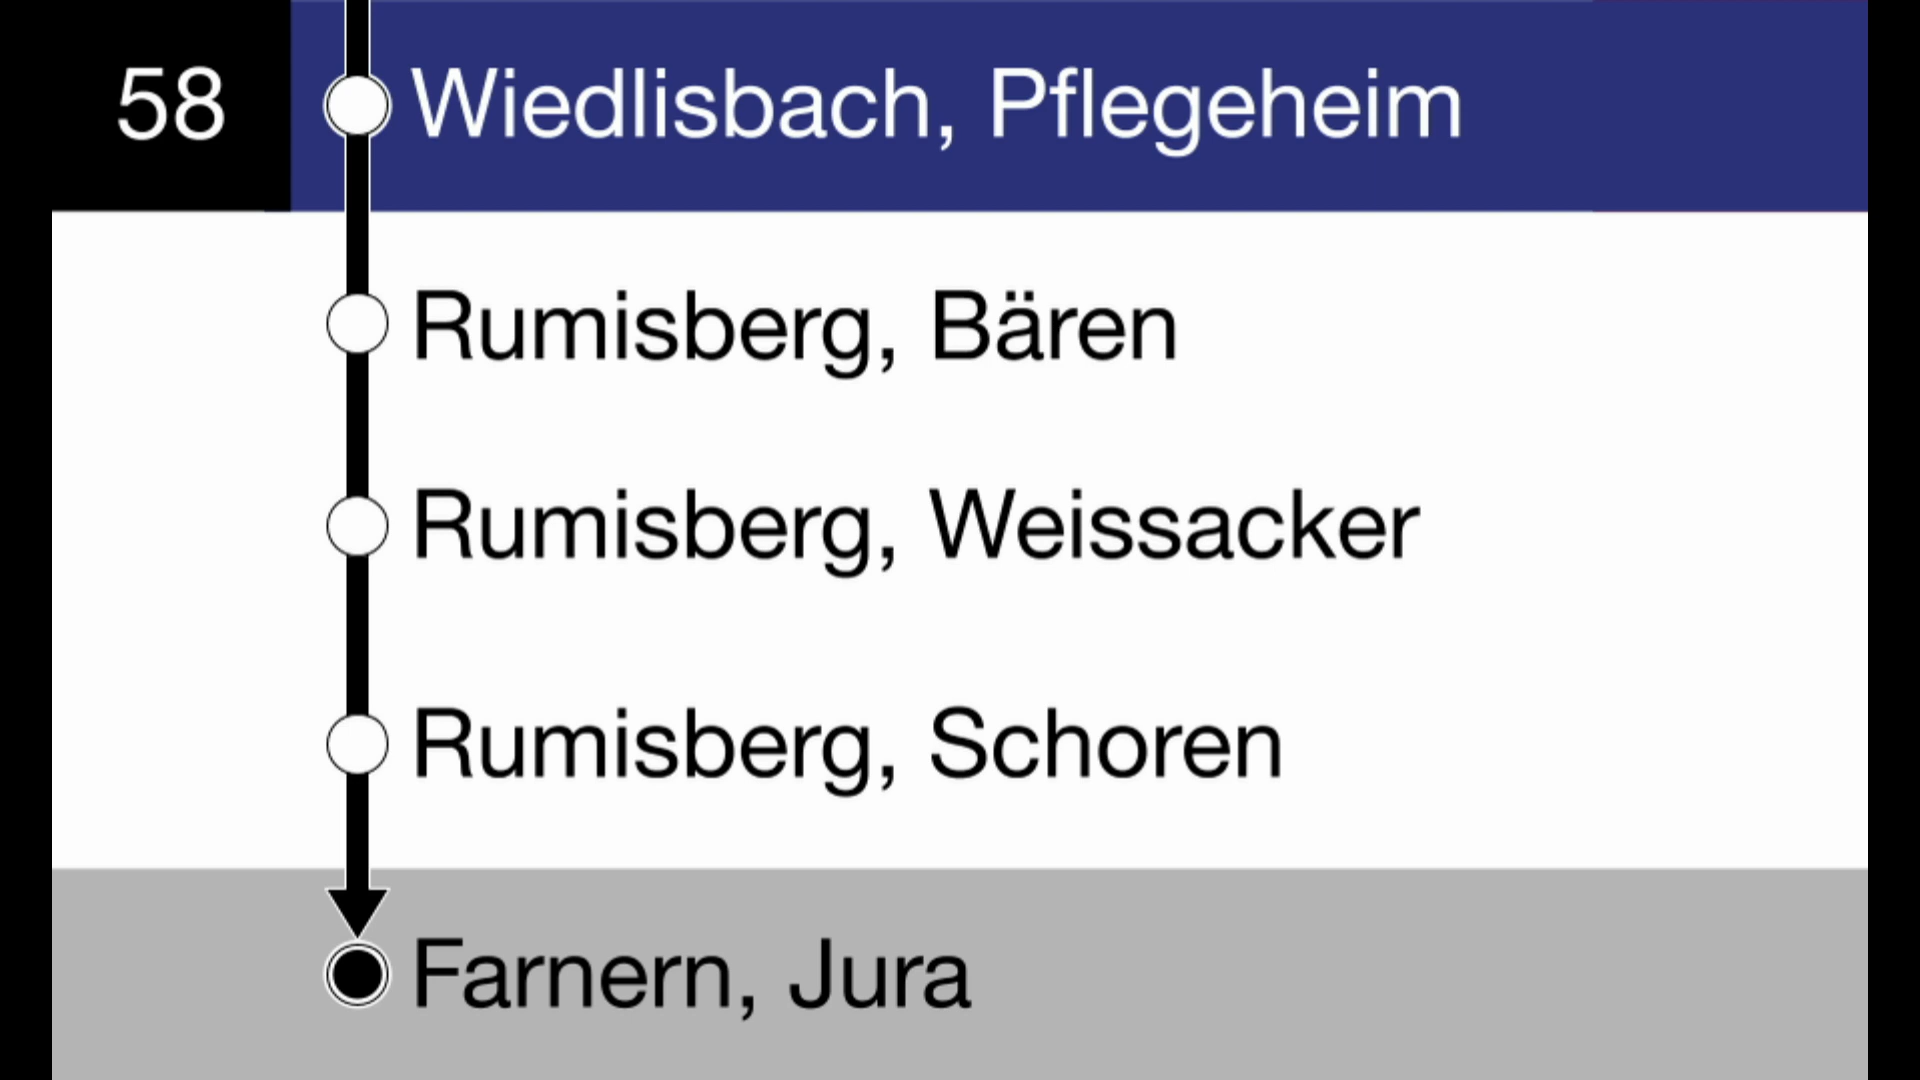 58 Wiedlisbach, Pflegeheim
Rumisberg, Bären
Rumisberg, Weissacker
Rumisberg, Schoren
Farnern, Jura